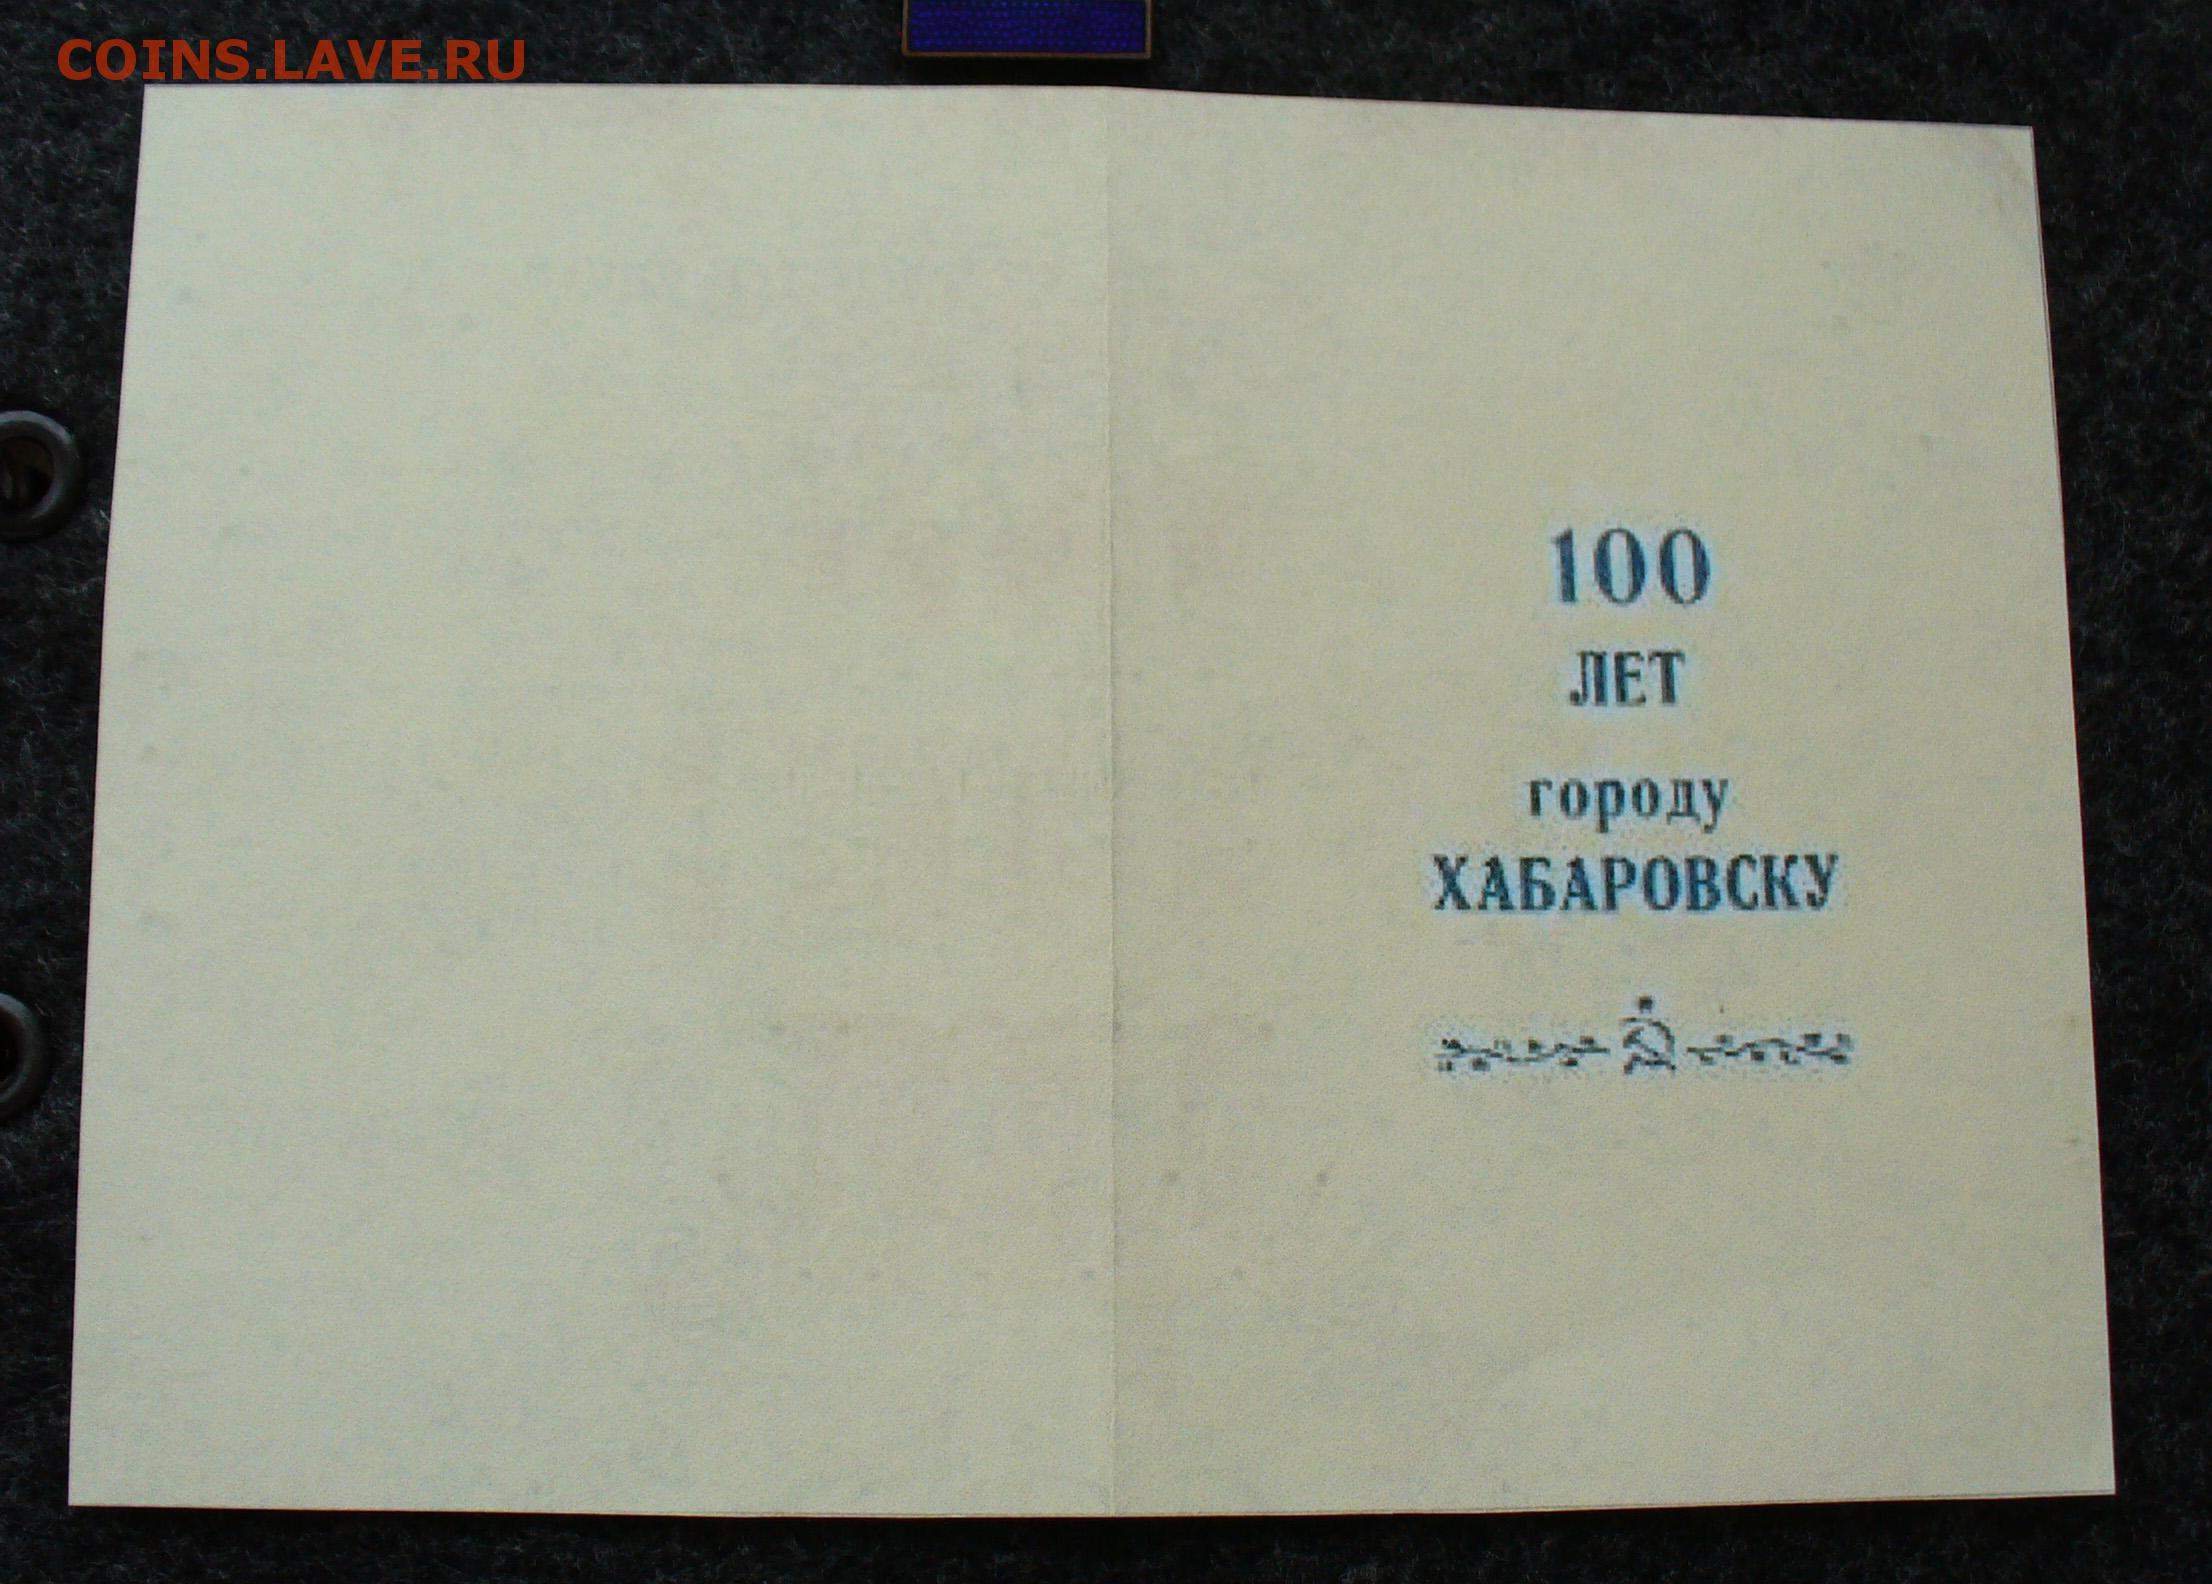 COINS.LAVE.RU
100
ЛЕТ
городу
ХАБАРОВСКУ